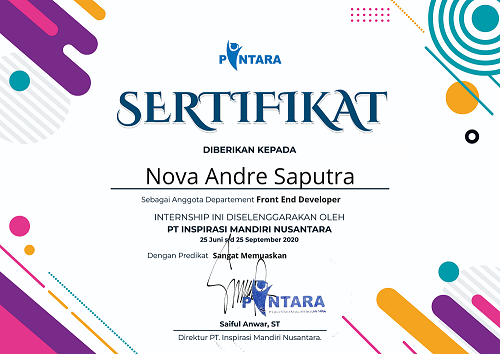 PINTARA
SERTIFIKAT
DIBERIKAN KEPADA
Nova Andre Saputra
Sebagai Anggota Departement Front End Developer
INTERNSHIP INI DISELENGGARAKAN OLEH
PT INSPIRASI MANDIRI NUSANTARA
25 Juni s/d 25 September 2020
Dengan Predikat Sangat Memuaskan
PINTARA
Saiful Anwar, ST
Direktur PT. Inspirasi Mandiri Nusantara.